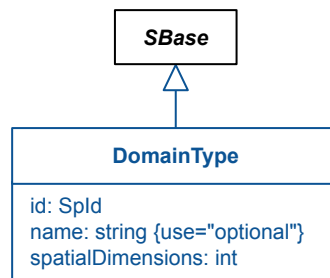 SBase
DomainType
id: SpId
name: string {use="optional"}
spatialDimensions: int